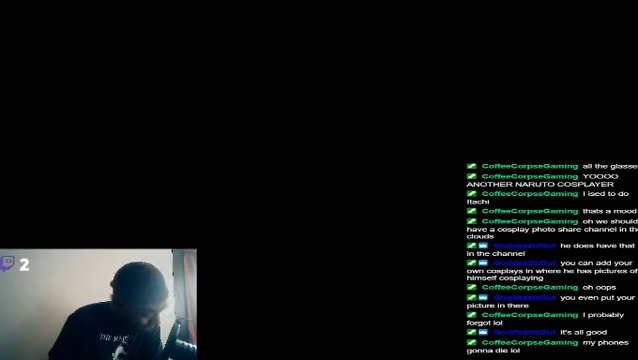 CoffeeCorpseGaming all the glasse
CoffeeCorpseGaming YOOOO
ANOTHER NARUTO COSPLAYER
CoffeeCorpseGaming I ised to do
Itachi
CoffeeCorpseGaming thats a mood
CoffeeCorpseGaming oh we should
have a cosplay photo share channel in the
clouds
he does have that
in the channel
you can add your
own cosplays in where he has pictures of
himself cosplaying
CoffeeCorpseGaming oh oops
you even put your
picture in there
CoffeeCorpseGaming I probably
forgot lol
it's all good
CoffeeCorpseGaming my phones
gonna die lol
2